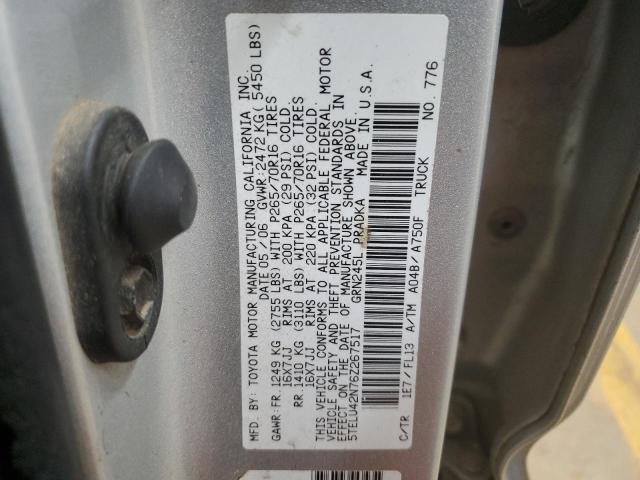 MFD. BY: TOYOTA MOTOR MANUFACTURING CALIFORNIA INC.
DATE 05/06 GVWR: 2472 KG ( 5450 LBS)
GAWR: FR. 1249 KG (2755 LBS) WITH P265/70R16 TIRES
16X7JJ RIMS AT 200 KPA (29 PSI) COLD.
RR. 1410 KG (3110 LBS) WITH P265/70R16 TIRES
16X7JJ RIMS AT 220 KPA (32 PSI) COLD.
THIS VEHICLE CONFORMS TO ALL APPLICABLE FEDERAL MOTOR
VEHICLE SAFETY AND THEFT PREVENTION STANDARDS IN
EFFECT ON THE DATE OF MANUFACTURE SHOWN ABOVE.
5TELU42N76Z267517 GRN245L PRADKA MADE IN U.S.A.
C/TR 1E7/FL13 A/TM A04B/A750F TRUCK NO. 776